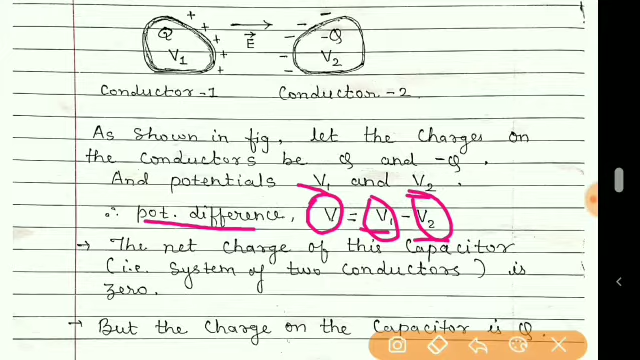 Q + + + + + + → E⃗ - - - - - - -Q
V₁ V₂
Conductor-1 Conductor-2
As shown in fig, let the charges on
the conductors be Q and -Q.
And potentials V₁ and V₂.
∴ pot. difference, V = V₁ - V₂
→ The net charge of this Capacitor
(i.e. system of two conductors) is
zero.
→ But the charge on the Capacitor is Q.